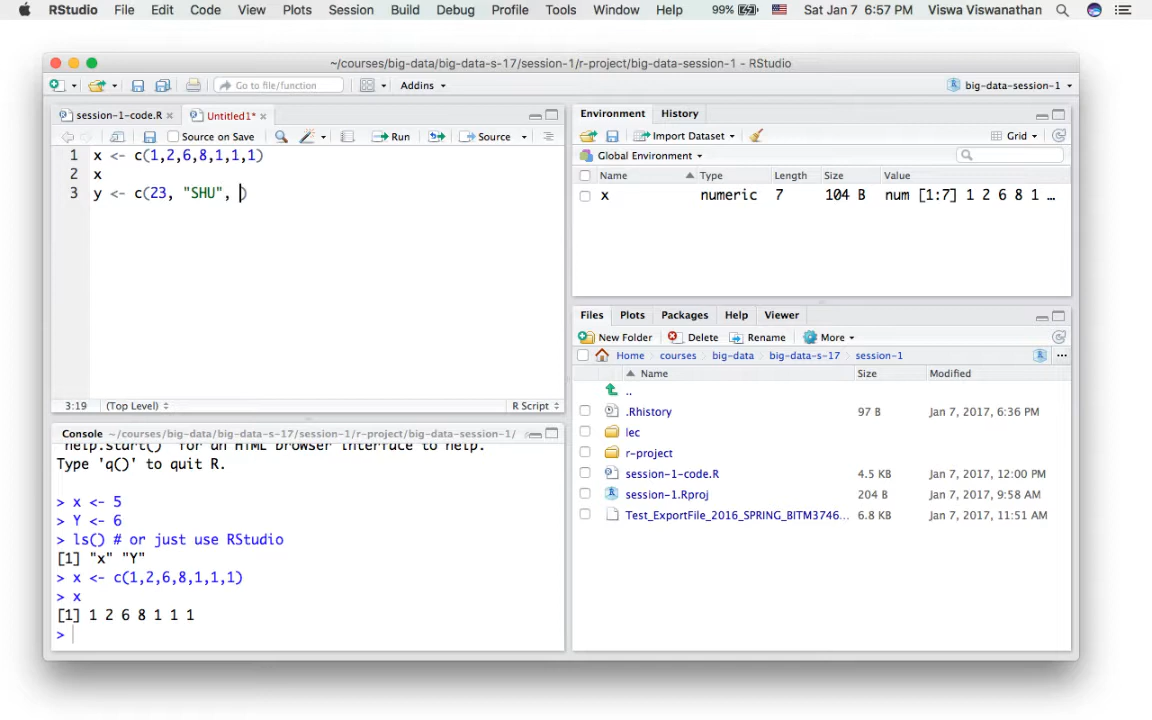 RStudio File Edit Code View Plots Session Build Debug Profile Tools Window Help 99% Sat Jan 7 6:57 PM Viswa Viswanathan
~/courses/big-data/big-data-s-17/session-1/r-project/big-data-session-1 - RStudio
Go to file/function Addins big-data-session-1
session-1-code.R Untitled1*
Source on Save Run Source
1 x <- c(1,2,6,8,1,1,1)
2 x
3 y <- c(23, "SHU", )
3:19 (Top Level) R Script
Console ~/courses/big-data/big-data-s-17/session-1/r-project/big-data-session-1/
'help.start()' for an HTML browser interface to help.
Type 'q()' to quit R.
> x <- 5
> Y <- 6
> ls() # or just use RStudio
[1] "x" "Y"
> x <- c(1,2,6,8,1,1,1)
> x
[1] 1 2 6 8 1 1 1
>
Environment History
Import Dataset Grid
Global Environment
Name Type Length Size Value
x numeric 7 104 B num [1:7] 1 2 6 8 1 ...
Files Plots Packages Help Viewer
New Folder Delete Rename More
Home courses big-data big-data-s-17 session-1 ...
Name Size Modified
..
.Rhistory 97 B Jan 7, 2017, 6:36 PM
lec
r-project
session-1-code.R 4.5 KB Jan 7, 2017, 12:00 PM
session-1.Rproj 204 B Jan 7, 2017, 9:58 AM
Test_ExportFile_2016_SPRING_BITM3746... 6.8 KB Jan 7, 2017, 11:51 AM